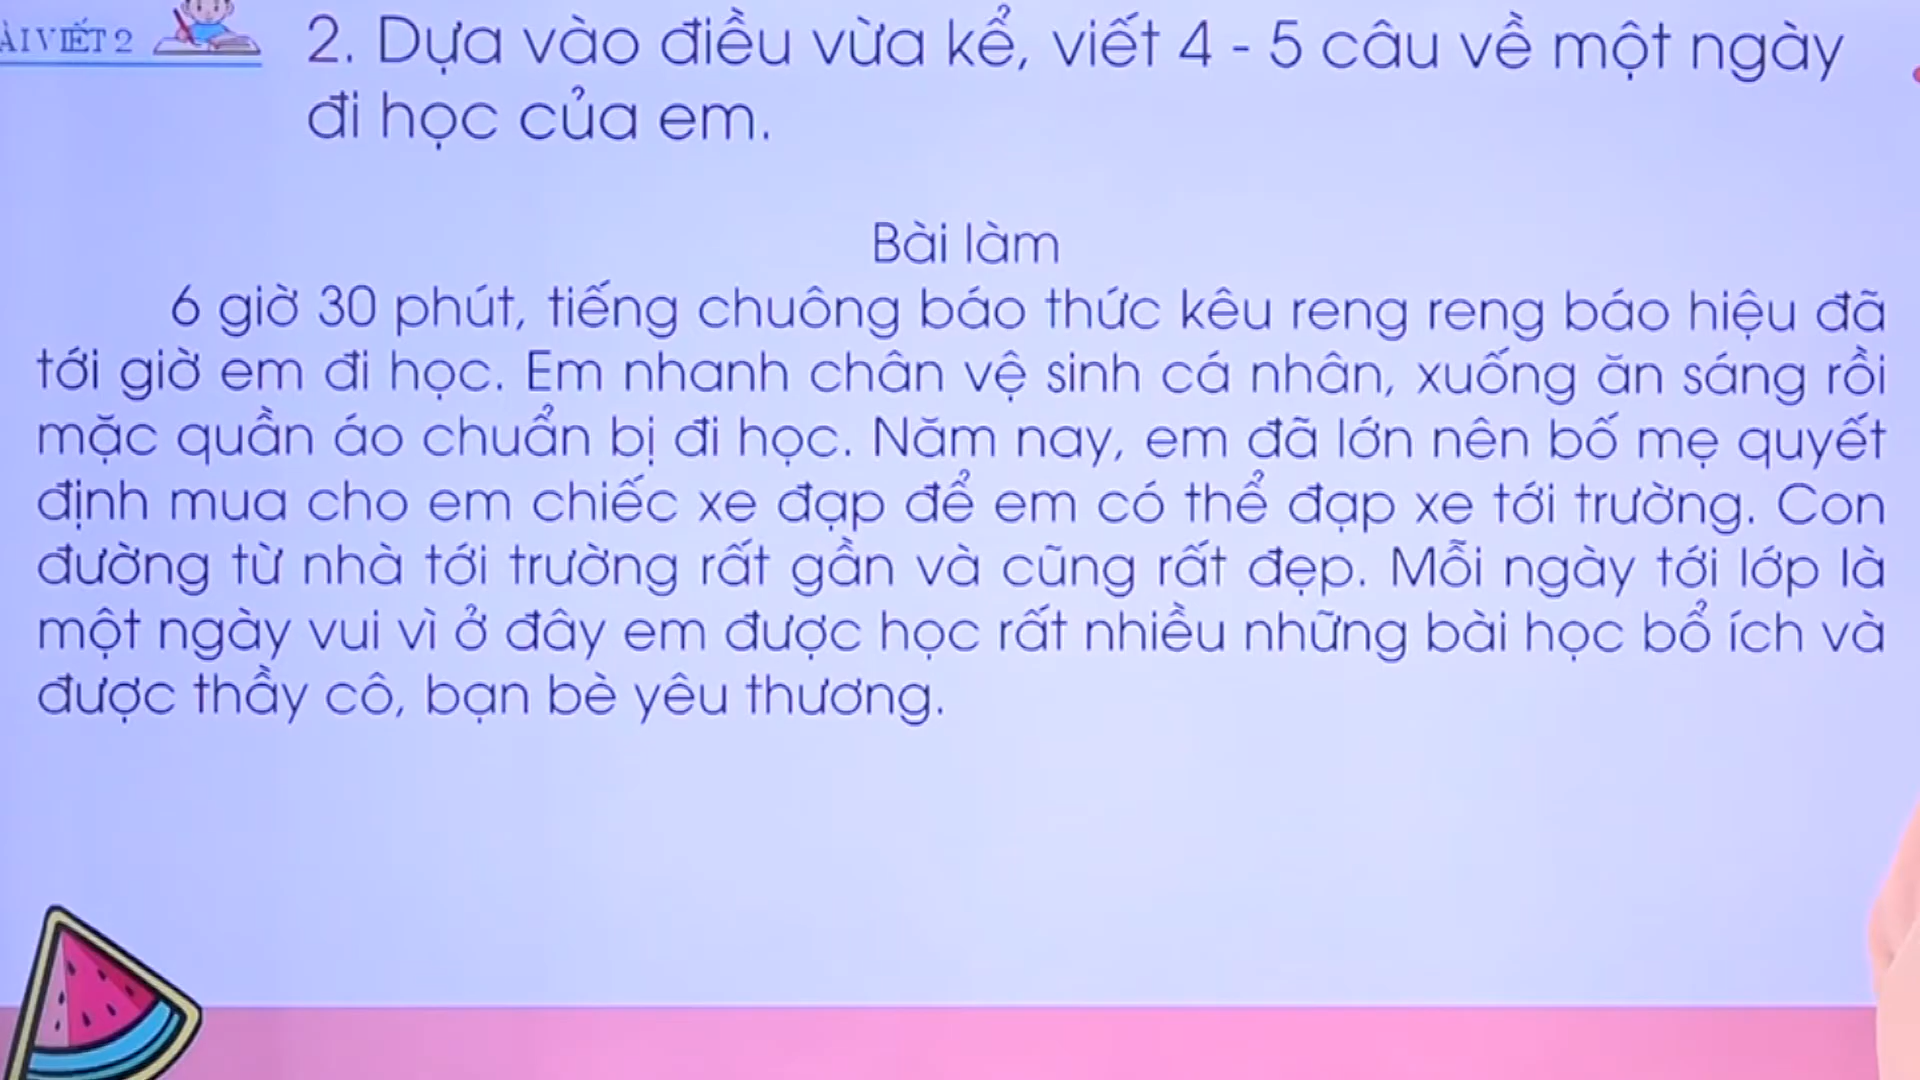 ÀI VIẾT 2
2. Dựa vào điều vừa kể, viết 4 - 5 câu về một ngày
đi học của em.
Bài làm
6 giờ 30 phút, tiếng chuông báo thức kêu reng reng báo hiệu đã
tới giờ em đi học. Em nhanh chân vệ sinh cá nhân, xuống ăn sáng rồi
mặc quần áo chuẩn bị đi học. Năm nay, em đã lớn nên bố mẹ quyết
định mua cho em chiếc xe đạp để em có thể đạp xe tới trường. Con
đường từ nhà tới trường rất gần và cũng rất đẹp. Mỗi ngày tới lớp là
một ngày vui vì ở đây em được học rất nhiều những bài học bổ ích và
được thầy cô, bạn bè yêu thương.